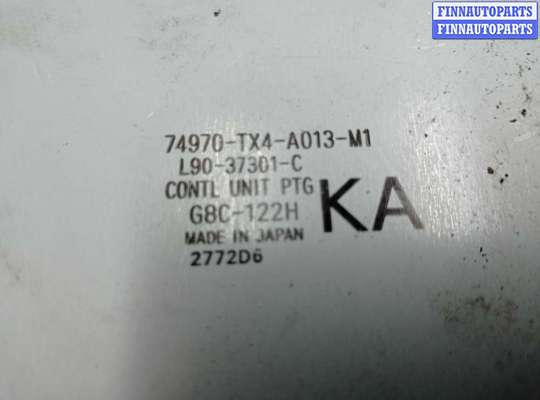 FINNAUTOPARTS
FINNAUTOPARTS
74970-TX4-A013-M1
L90-37301-C
CONTL UNIT PTG
G8C-122H
KA
MADE IN JAPAN
2772D6